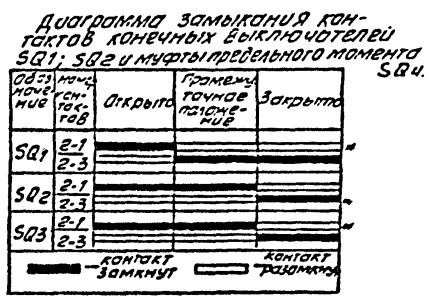 Диаграмма замыкания кон-
тактов конечных выключателей
SQ1; SQ2 и муфты предельного момента
SQ4.
Обоз
наче
ние
номер
кон-
так-
тов
Открыто
Промежу
точное
положе-
ние
Закрыто
SQ1
2-1
2-3
SQ2
2-1
2-3
SQ3
2-1
2-3
- контакт
замкнут
контакт
разомкну